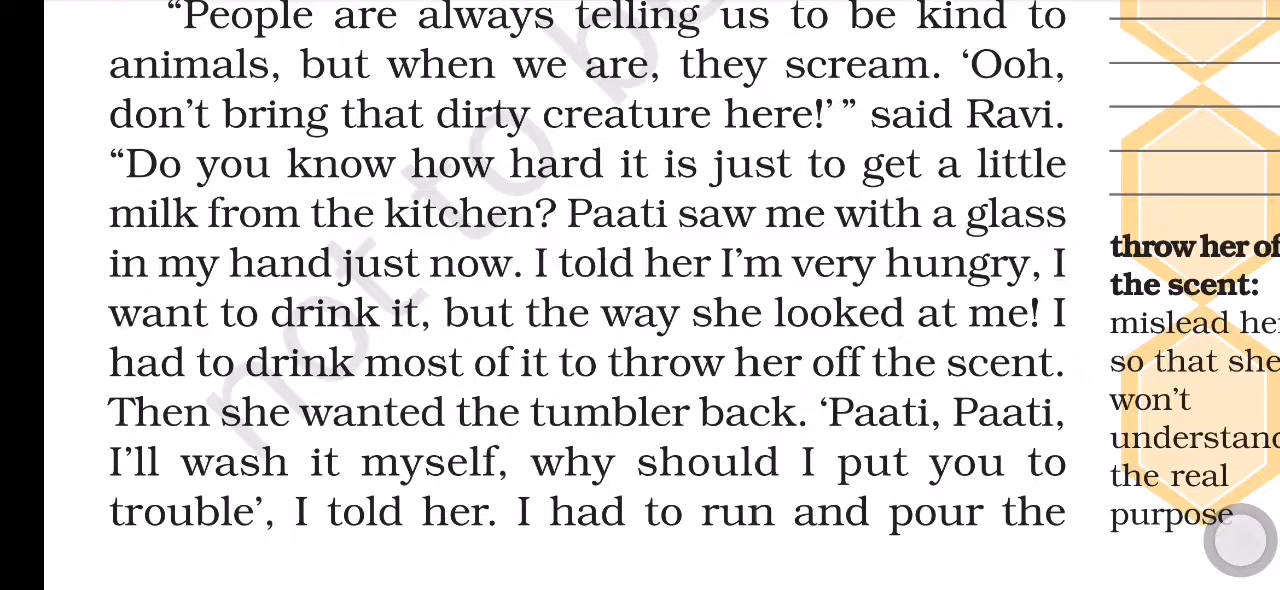 “People are always telling us to be kind to
animals, but when we are, they scream. ‘Ooh,
don’t bring that dirty creature here!’ ” said Ravi.
“Do you know how hard it is just to get a little
milk from the kitchen? Paati saw me with a glass
in my hand just now. I told her I’m very hungry, I
want to drink it, but the way she looked at me! I
had to drink most of it to throw her off the scent.
Then she wanted the tumbler back. ‘Paati, Paati,
I’ll wash it myself, why should I put you to
trouble’, I told her. I had to run and pour the
throw her of
the scent:
mislead he
so that she
won’t
understand
the real
purpose
not to b